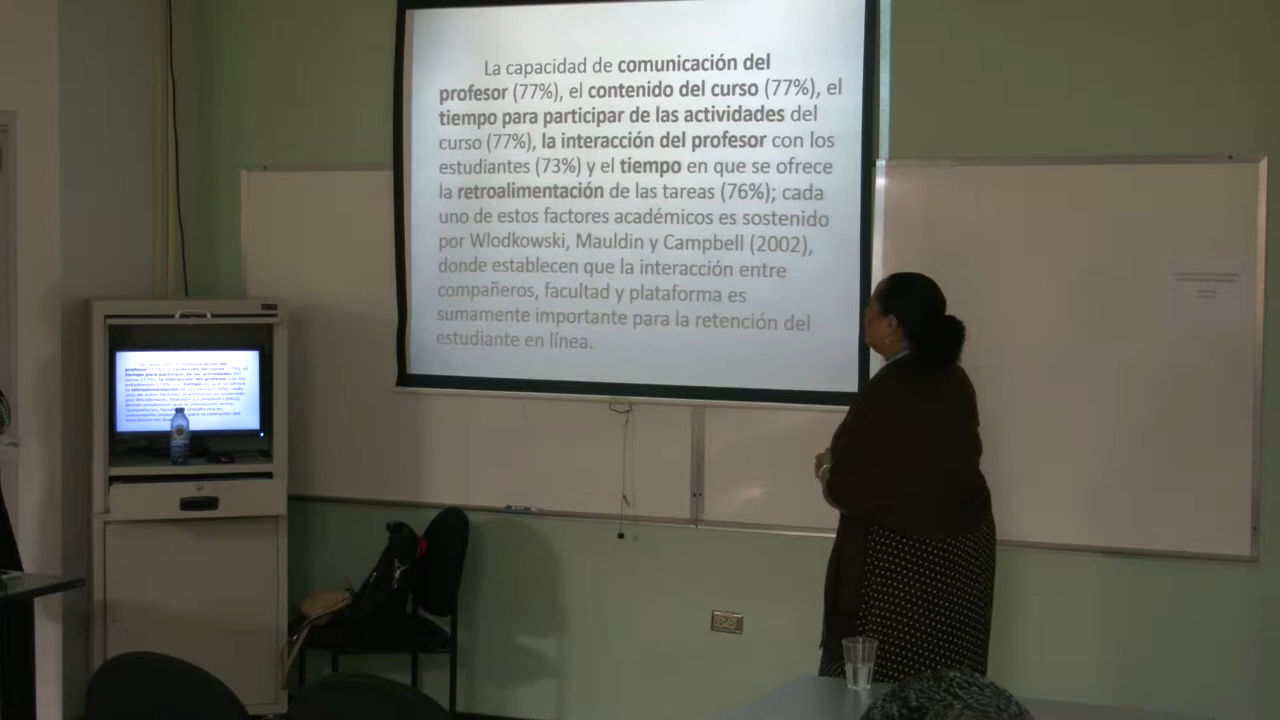 La capacidad de comunicación del
profesor (77%), el contenido del curso (77%), el
tiempo para participar de las actividades del
curso (77%), la interacción del profesor con los
estudiantes (73%) y el tiempo en que se ofrece
la retroalimentación de las tareas (76%); cada
uno de estos factores académicos es sostenido
por Wlodkowski, Mauldin y Campbell (2002),
donde establecen que la interacción entre
compañeros, facultad y plataforma es
sumamente importante para la retención del
estudiante en línea.